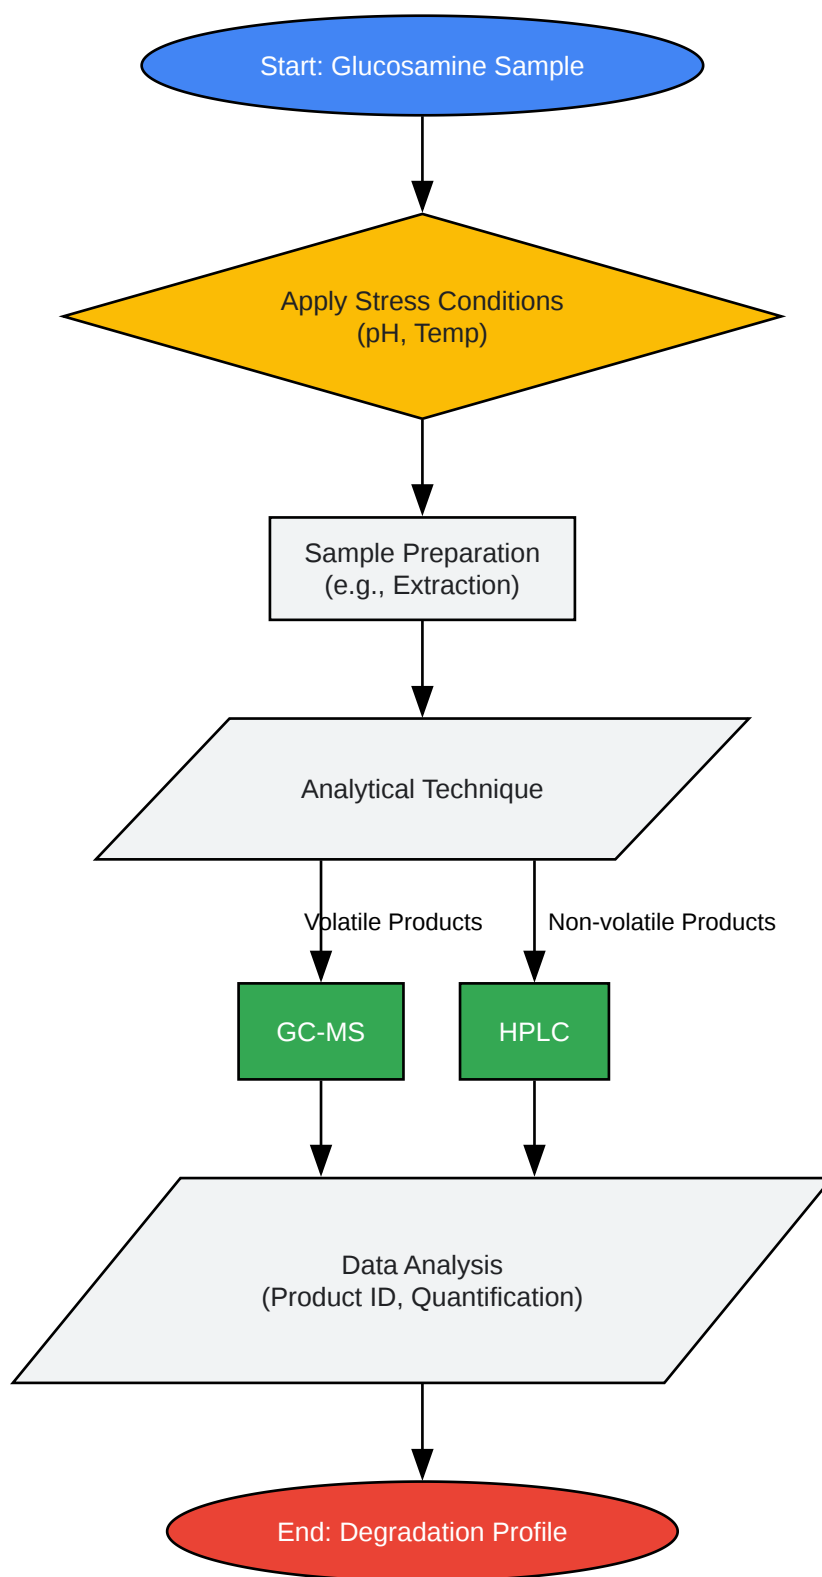 Start: Glucosamine Sample
Apply Stress Conditions
(pH, Temp)
Sample Preparation
(e.g., Extraction)
Analytical Technique
Volatile Products
Non-volatile Products
GC-MS
HPLC
Data Analysis
(Product ID, Quantification)
End: Degradation Profile